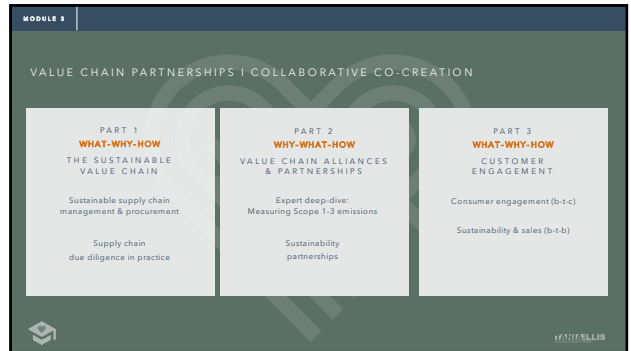 MODULE 3
VALUE CHAIN PARTNERSHIPS I COLLABORATIVE CO-CREATION
PART 1
WHAT-WHY-HOW
THE SUSTAINABLE
VALUE CHAIN
Sustainable supply chain
management & procurement
Supply chain
due diligence in practice
PART 2
WHY-WHAT-HOW
VALUE CHAIN ALLIANCES
& PARTNERSHIPS
Expert deep-dive:
Measuring Scope 1-3 emissions
Sustainability
partnerships
PART 3
WHAT-WHY-HOW
CUSTOMER
ENGAGEMENT
Consumer engagement (b-t-c)
Sustainability & sales (b-t-b)
TANIAELLIS